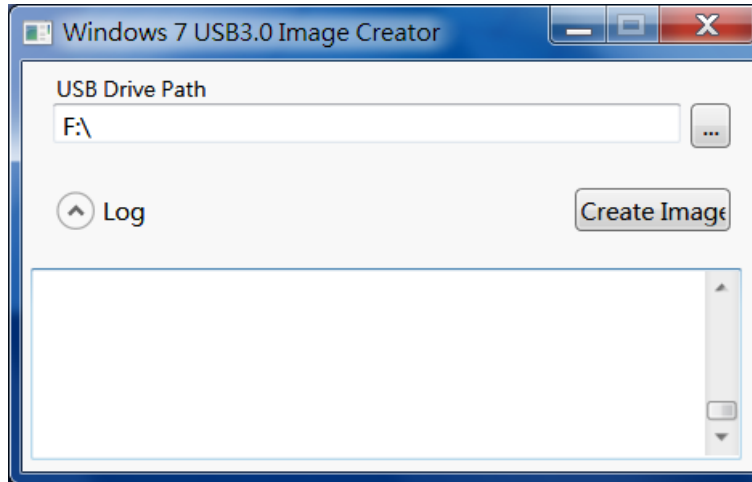 Windows 7 USB3.0 Image Creator
USB Drive Path
F:\
...
Log
Create Image